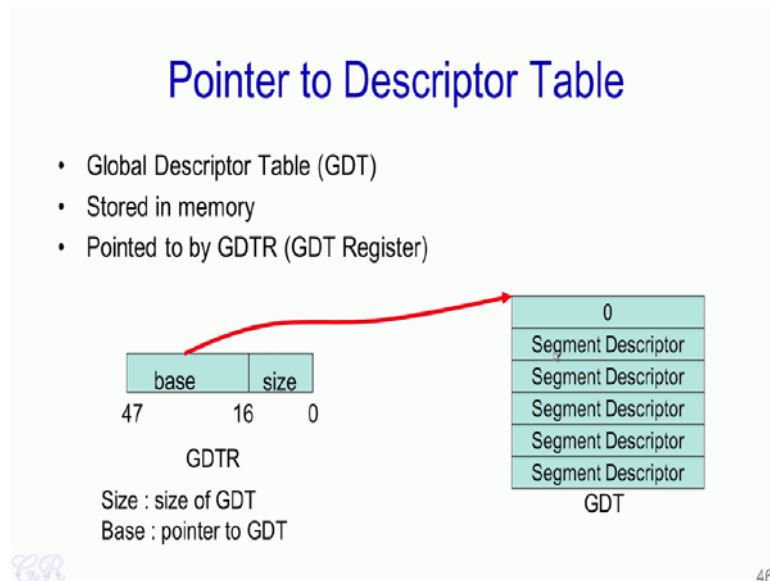 Pointer to Descriptor Table
• Global Descriptor Table (GDT)
• Stored in memory
• Pointed to by GDTR (GDT Register)
base size
47 16 0
GDTR
Size : size of GDT
Base : pointer to GDT
0
Segment Descriptor
Segment Descriptor
Segment Descriptor
Segment Descriptor
Segment Descriptor
GDT
CR
46